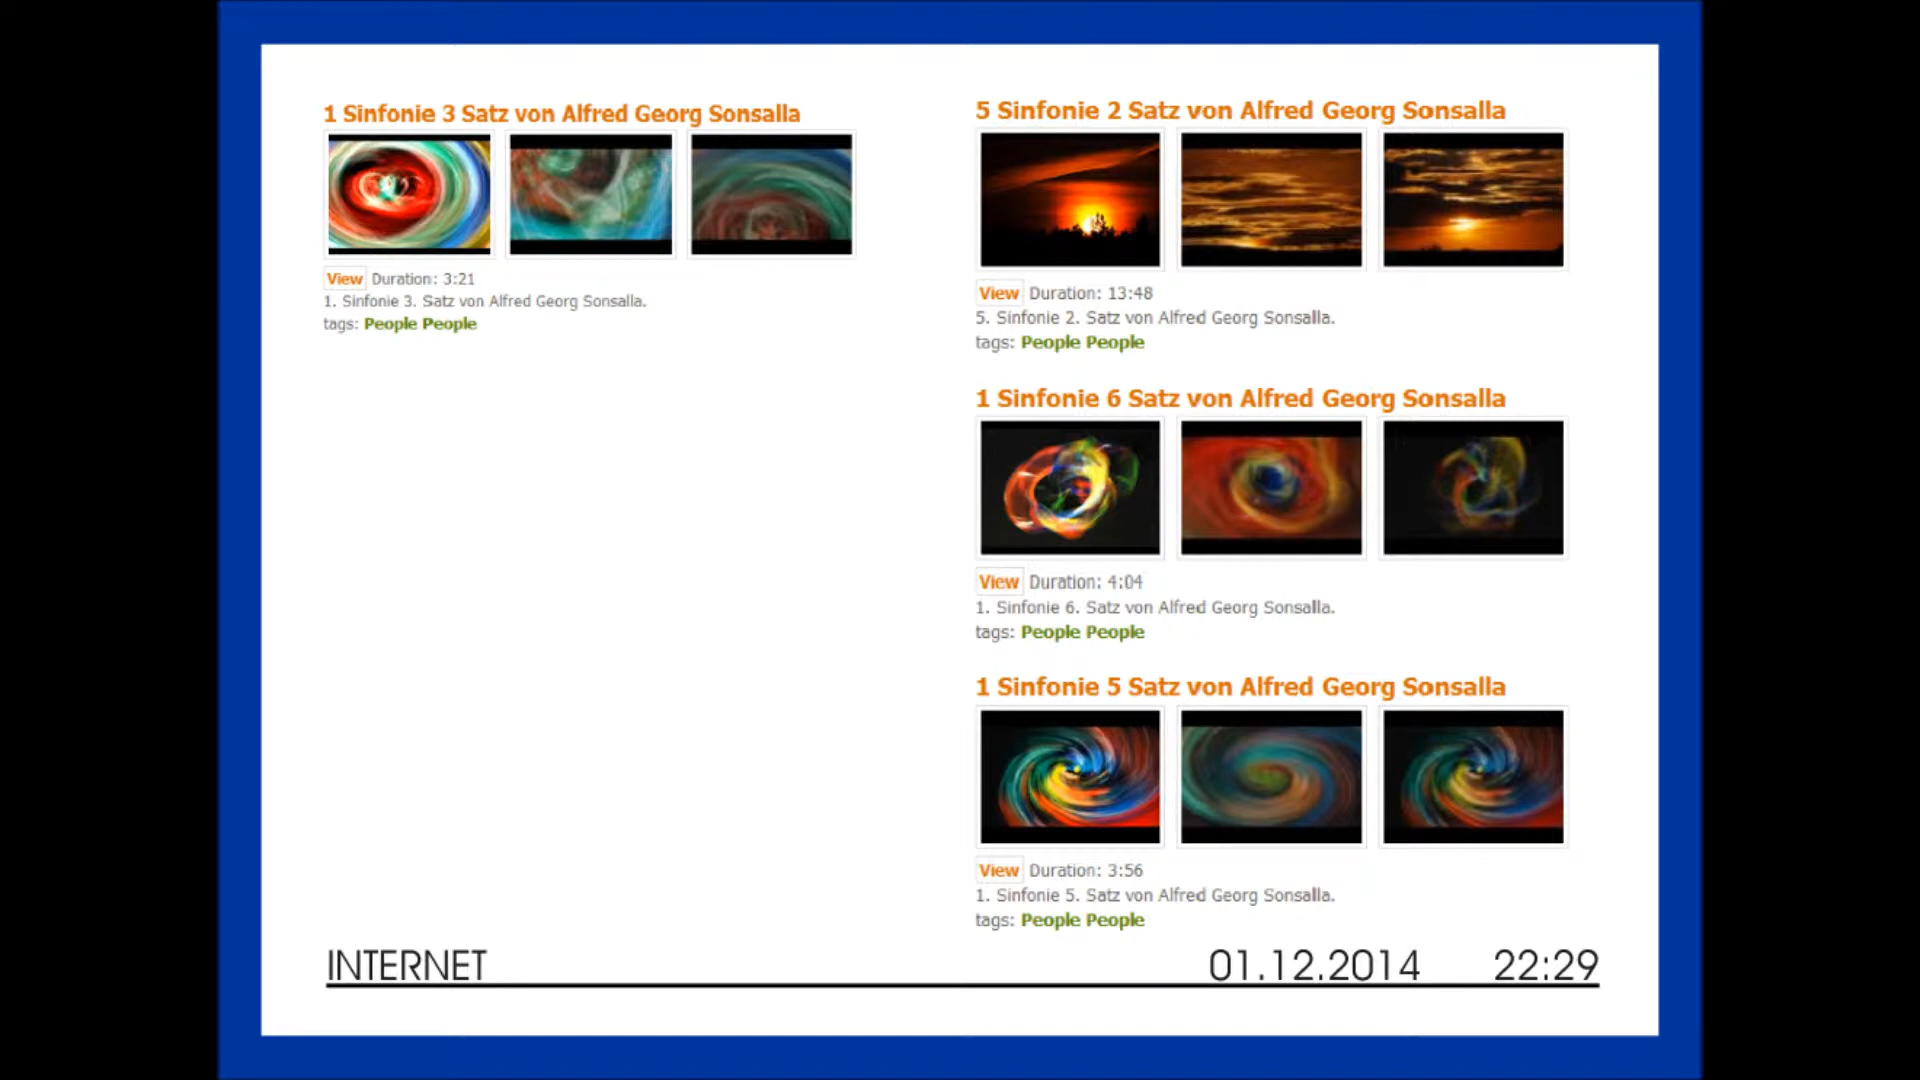 1 Sinfonie 3 Satz von Alfred Georg Sonsalla
View Duration: 3:21
1. Sinfonie 3. Satz von Alfred Georg Sonsalla.
tags: People People
5 Sinfonie 2 Satz von Alfred Georg Sonsalla
View Duration: 13:48
5. Sinfonie 2. Satz von Alfred Georg Sonsalla.
tags: People People
1 Sinfonie 6 Satz von Alfred Georg Sonsalla
View Duration: 4:04
1. Sinfonie 6. Satz von Alfred Georg Sonsalla.
tags: People People
1 Sinfonie 5 Satz von Alfred Georg Sonsalla
View Duration: 3:56
1. Sinfonie 5. Satz von Alfred Georg Sonsalla.
tags: People People
INTERNET 01.12.2014 22:29